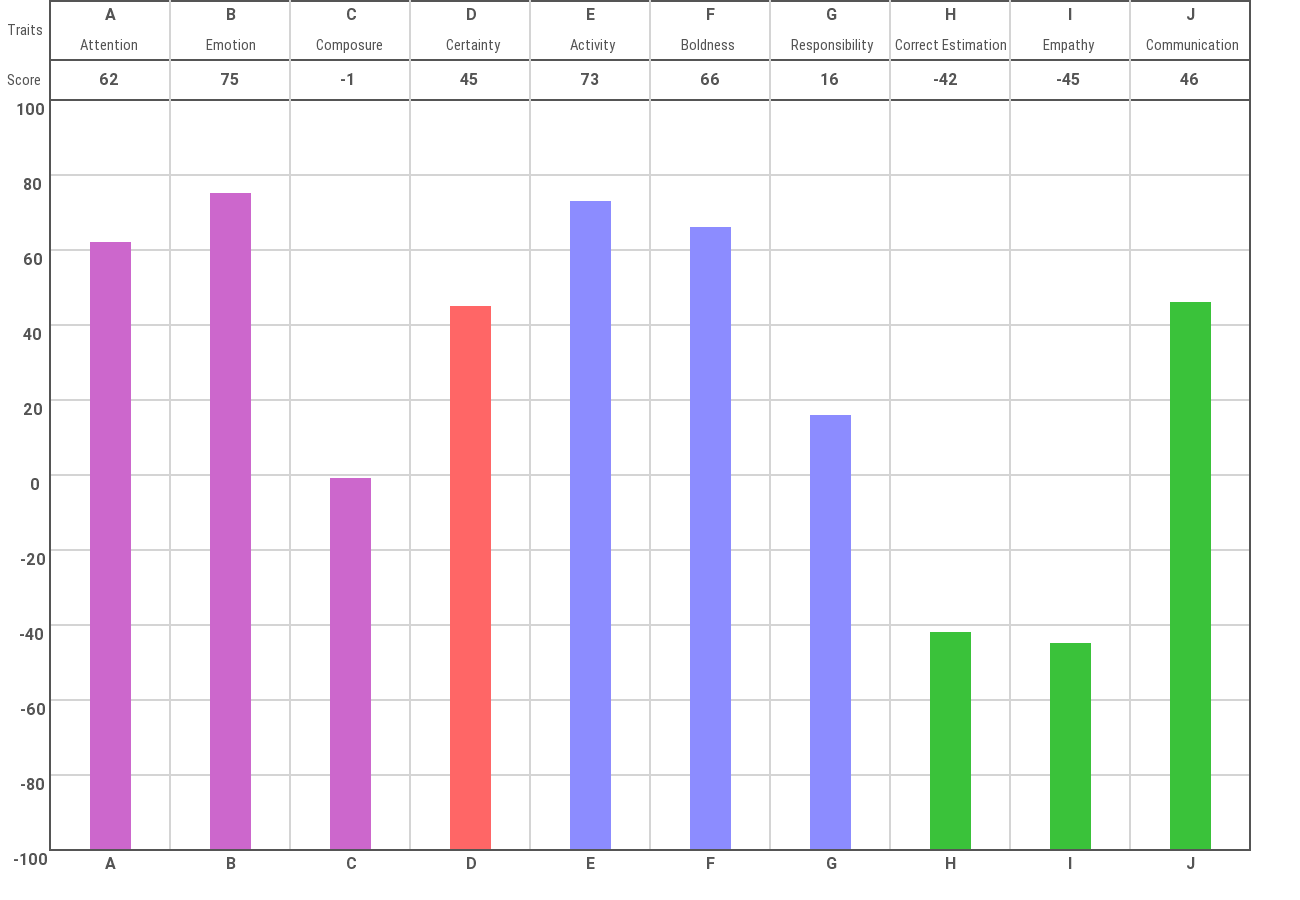 Traits
A B C D E F G H I J
Attention Emotion Composure Certainty Activity Boldness Responsibility Correct Estimation Empathy Communication
Score 62 75 -1 45 73 66 16 -42 -45 46
100
80
60
40
20
0
-20
-40
-60
-80
-100
A B C D E F G H I J